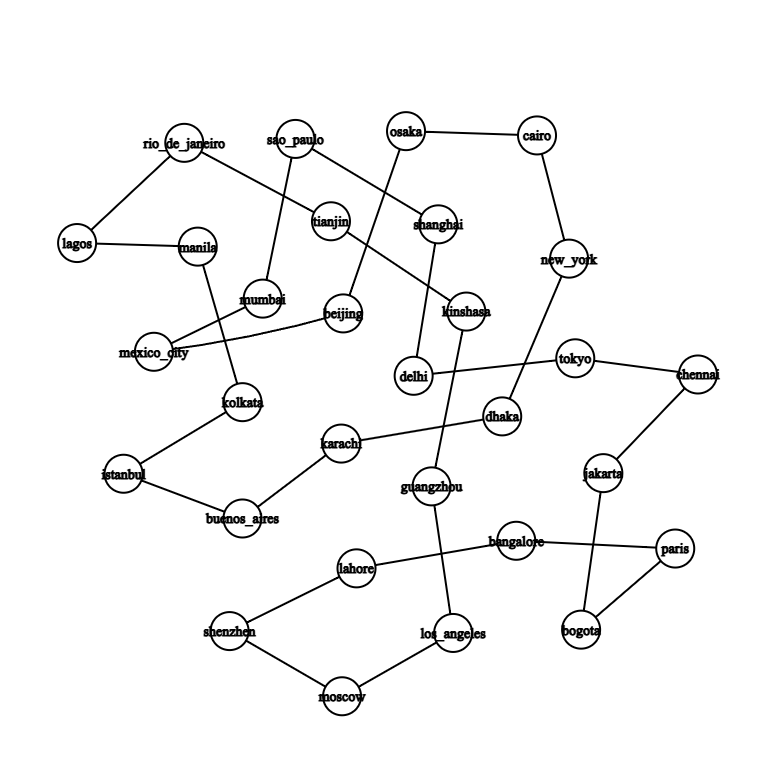 osaka
cairo
sao_paulo
rio_de_janeiro
tianjin
shanghai
lagos
manila
new_york
mumbai
beijing
kinshasa
mexico_city
tokyo
delhi
chennai
kolkata
dhaka
karachi
istanbul
jakarta
guangzhou
buenos_aires
bangalore
paris
lahore
shenzhen
los_angeles
bogota
moscow